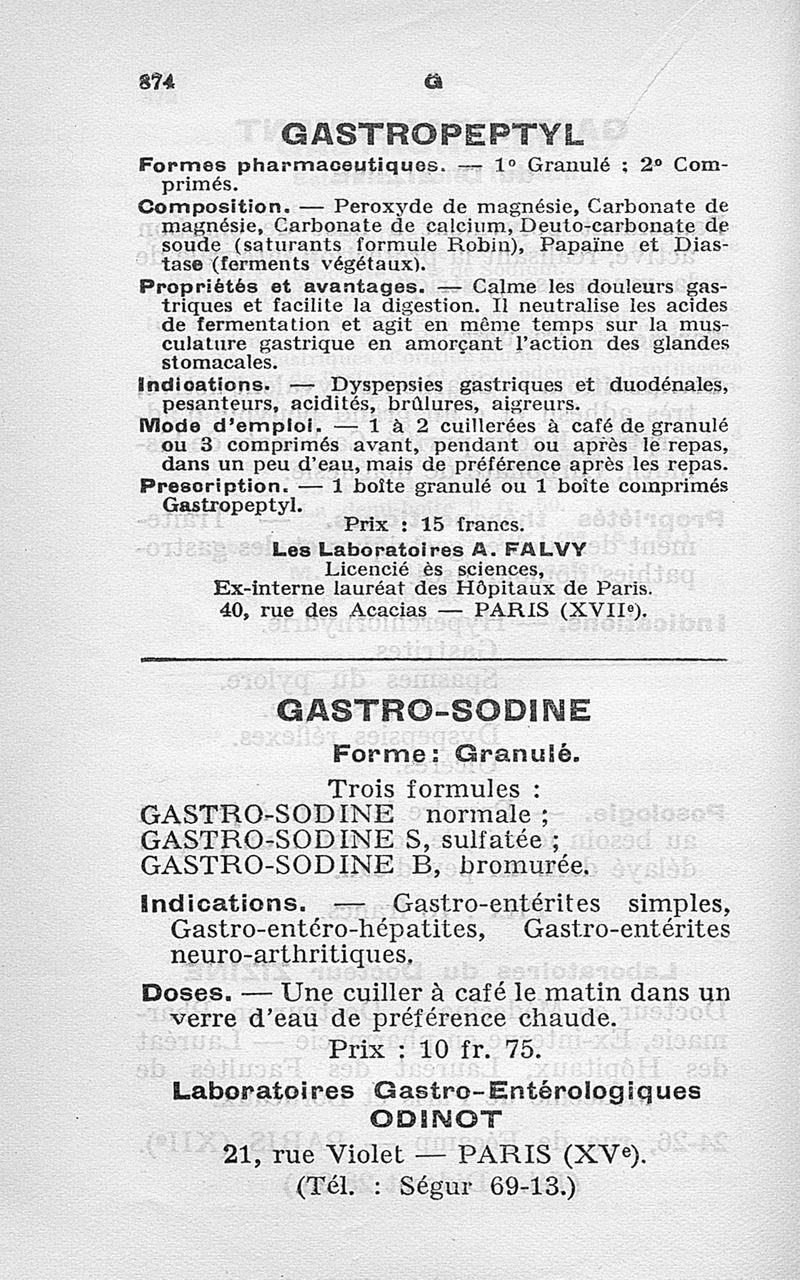 874 G
GASTROPEPTYL
Formes pharmaceutiques. — 1° Granulé ; 2° Com-
primés.
Composition. — Peroxyde de magnésie, Carbonate de
magnésie, Carbonate de calcium, Deuto-carbonate de
soude (saturants formule Robin), Papaïne et Dias-
tase (ferments végétaux).
Propriétés et avantages. — Calme les douleurs gas-
triques et facilite la digestion. Il neutralise les acides
de fermentation et agit en même temps sur la mus-
culature gastrique en amorçant l'action des glandes
stomacales.
Indications. — Dyspepsies gastriques et duodénales,
pesanteurs, acidités, brûlures, aigreurs.
Mode d'emploi. — 1 à 2 cuillerées à café de granulé
ou 3 comprimés avant, pendant ou après le repas,
dans un peu d'eau, mais de préférence après les repas.
Prescription. — 1 boîte granulé ou 1 boîte comprimés
Gastropeptyl.
Prix : 15 francs.
Les Laboratoires A. FALVY
Licencié ès sciences,
Ex-interne lauréat des Hôpitaux de Paris.
40, rue des Acacias — PARIS (XVIIe).
GASTRO-SODINE
Forme : Granulé.
Trois formules :
GASTRO-SODINE normale ;
GASTRO-SODINE S, sulfatée ;
GASTRO-SODINE B, bromurée.
Indications. — Gastro-entérites simples,
Gastro-entéro-hépatites, Gastro-entérites
neuro-arthritiques.
Doses. — Une cuiller à café le matin dans un
verre d'eau de préférence chaude.
Prix : 10 fr. 75.
Laboratoires Gastro-Entérologiques
ODINOT
21, rue Violet — PARIS (XVe).
(Tél. : Ségur 69-13.)